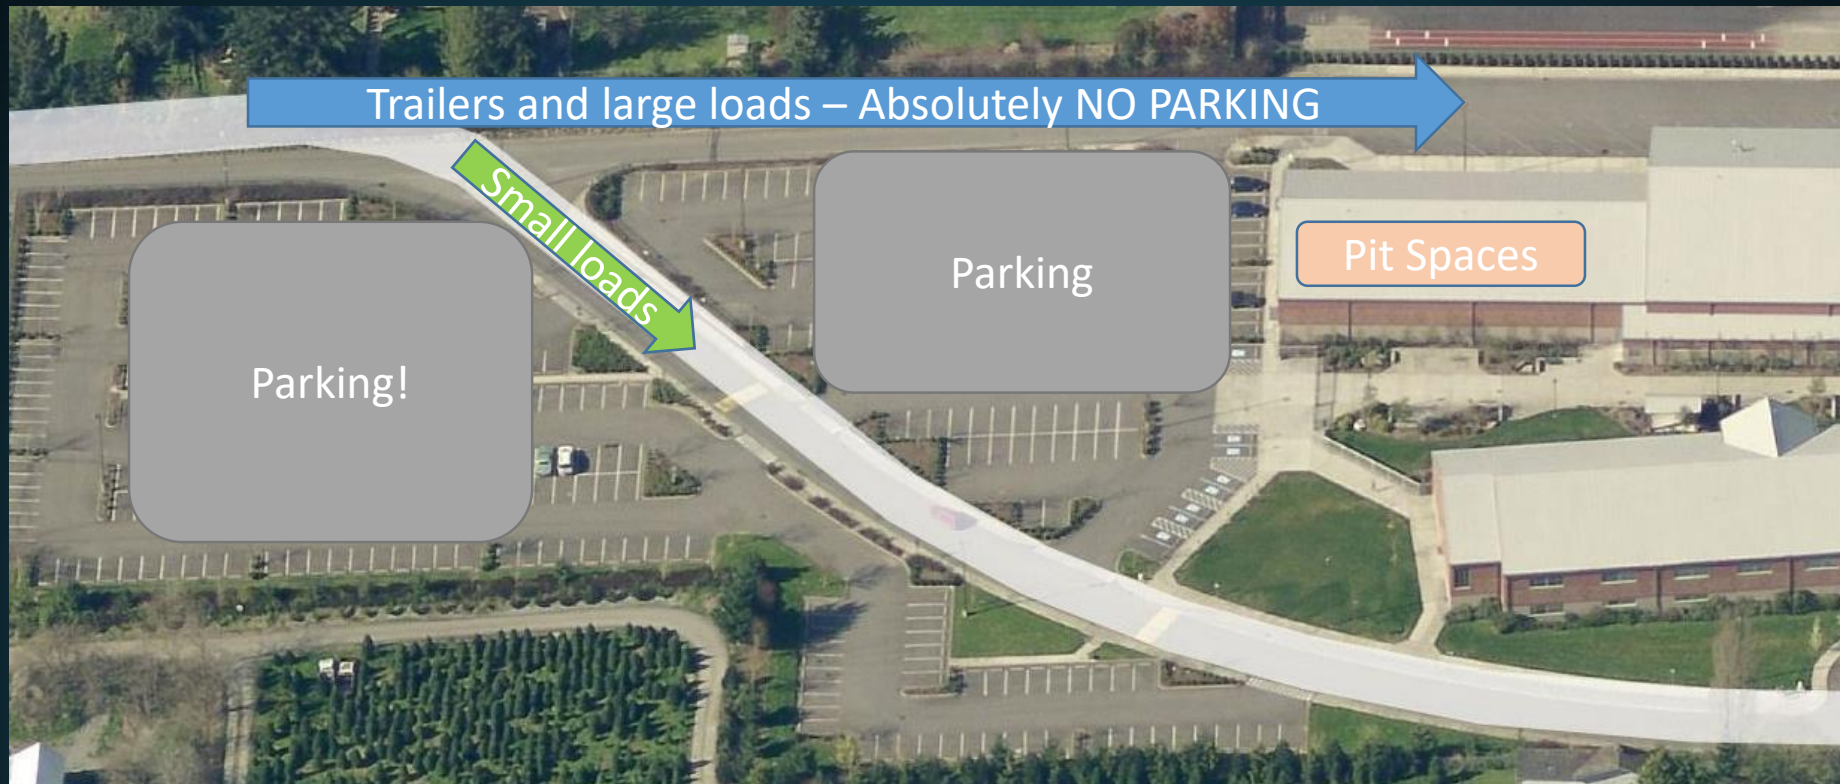 Trailers and large loads – Absolutely NO PARKING
Small loads
Parking
Pit Spaces
Parking!